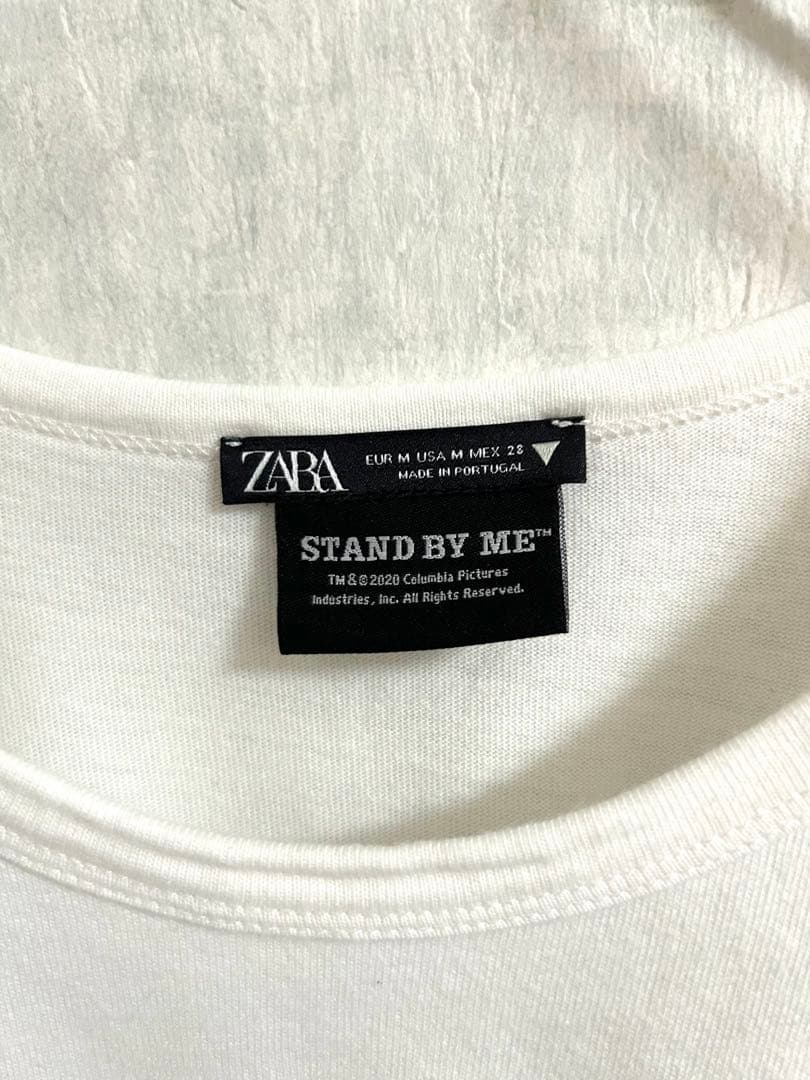 ZARA
EUR M USA M MEX 28
MADE IN PORTUGAL
STAND BY ME™
TM & © 2020 Columbia Pictures
Industries, Inc. All Rights Reserved.